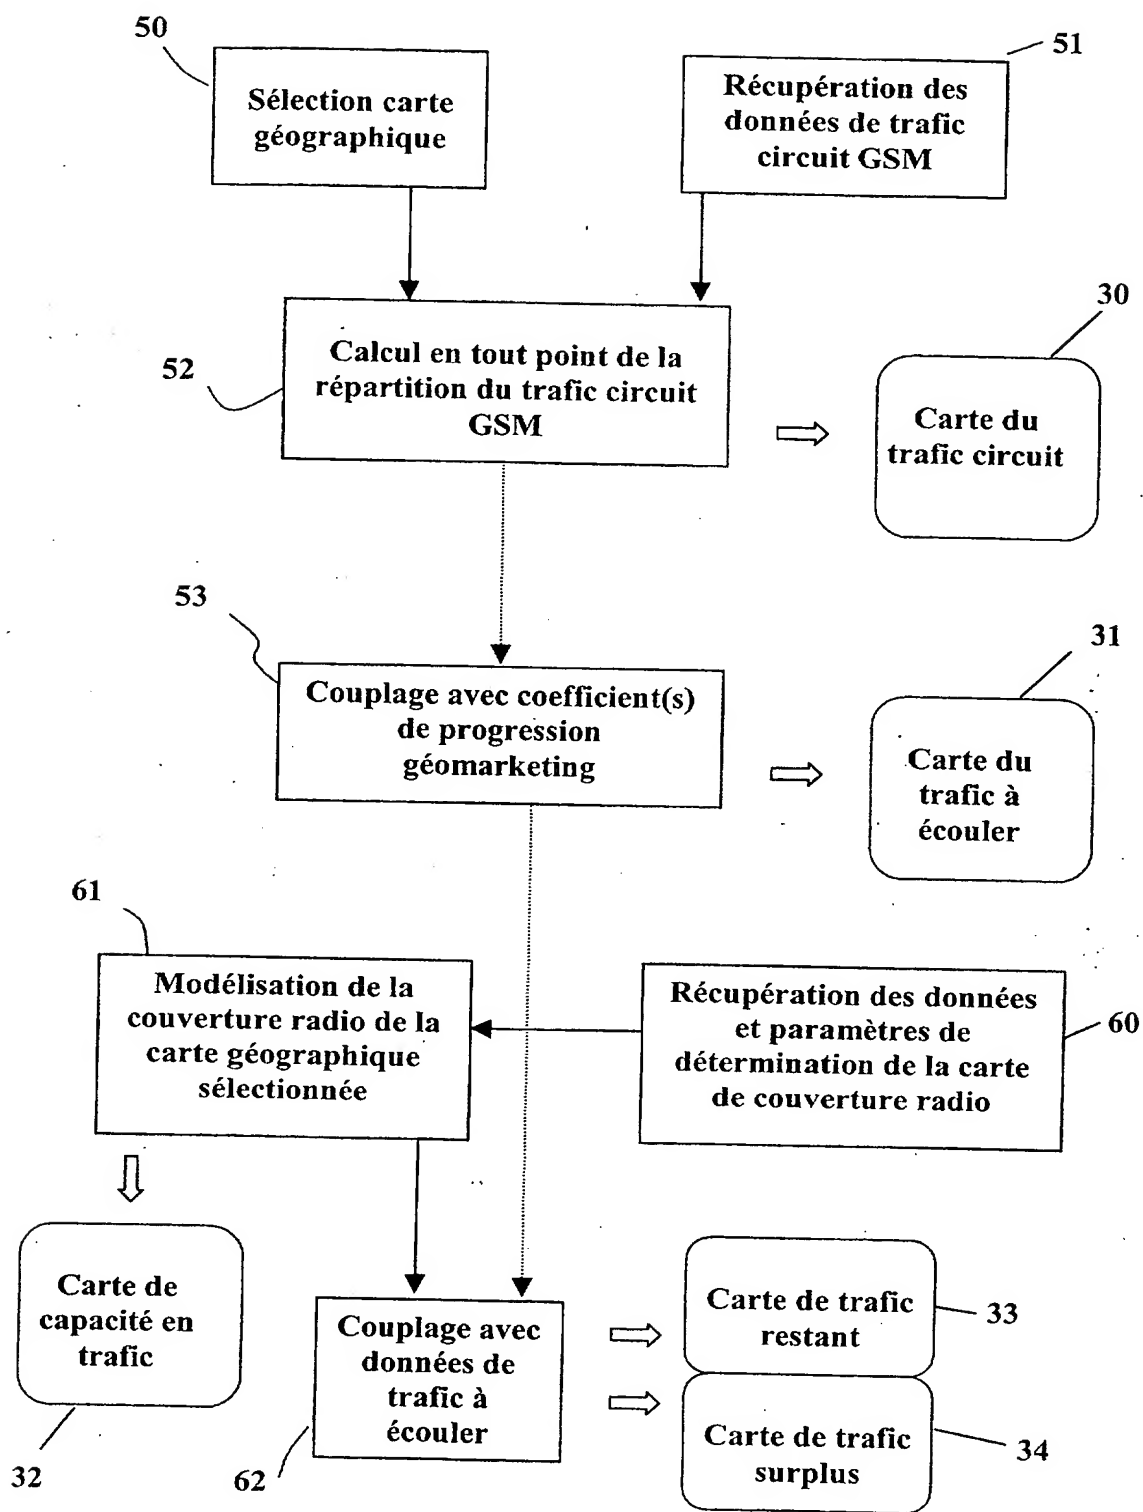 50
Sélection carte
géographique
51
Récupération des
données de trafic
circuit GSM
52
Calcul en tout point de la
répartition du trafic circuit
GSM
30
Carte du
trafic circuit
53
Couplage avec coefficient(s)
de progression
géomarketing
31
Carte du
trafic à
écouler
61
Modélisation de la
couverture radio de la
carte géographique
sélectionnée
Récupération des données
et paramètres de
détermination de la carte
de couverture radio
60
Carte de
capacité en
trafic
32
Couplage avec
données de
trafic à
écouler
62
Carte de trafic
restant
33
Carte de trafic
surplus
34